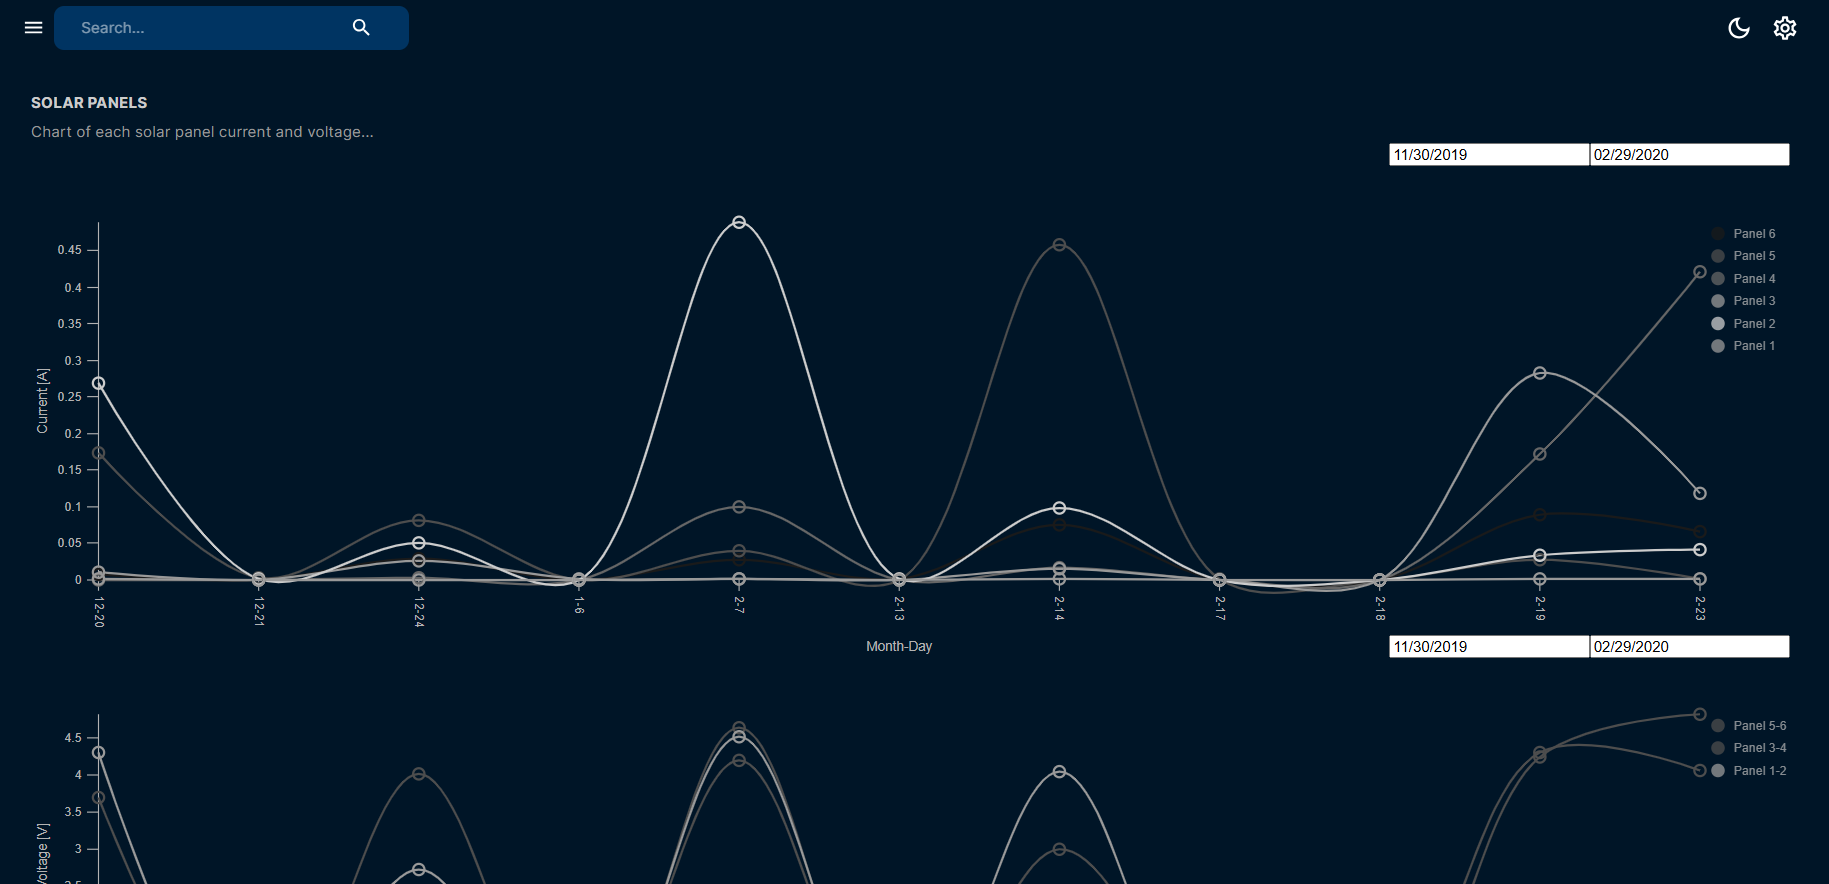 Search...
SOLAR PANELS
Chart of each solar panel current and voltage...
11/30/2019
02/29/2020
Current [A]
0.45
0.4
0.35
0.3
0.25
0.2
0.15
0.1
0.05
0
12-20
12-21
12-24
1-6
2-7
2-13
2-14
2-17
2-18
2-19
2-23
Month-Day
Panel 6
Panel 5
Panel 4
Panel 3
Panel 2
Panel 1
11/30/2019
02/29/2020
Voltage [V]
4.5
4
3.5
3
2.5
Panel 5-6
Panel 3-4
Panel 1-2